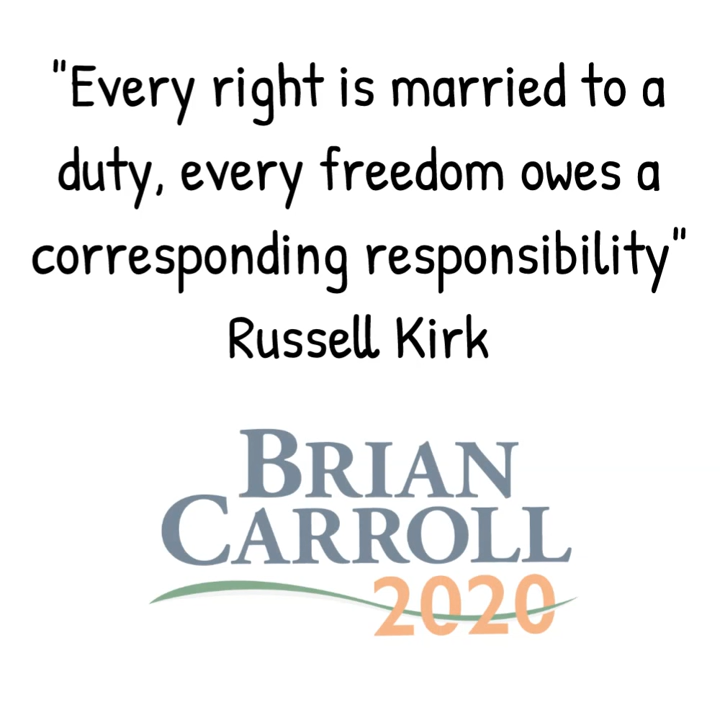 "Every right is married to a
duty, every freedom owes a
corresponding responsibility"
Russell Kirk
BRIAN
CARROLL
2020